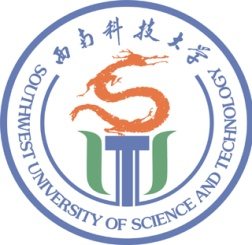 西南科技大学
SOUTHWEST UNIVERSITY OF SCIENCE AND TECHNOLOGY